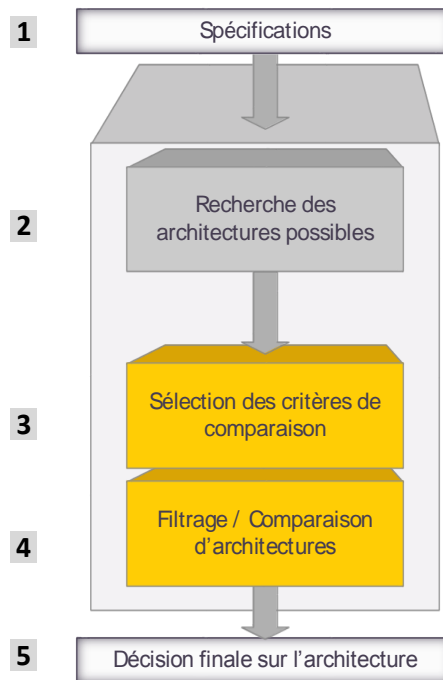 1
Spécifications
2
Recherche des
architectures possibles
3
Sélection des critères de
comparaison
4
Filtrage / Comparaison
d'architectures
5
Décision finale sur l'architecture